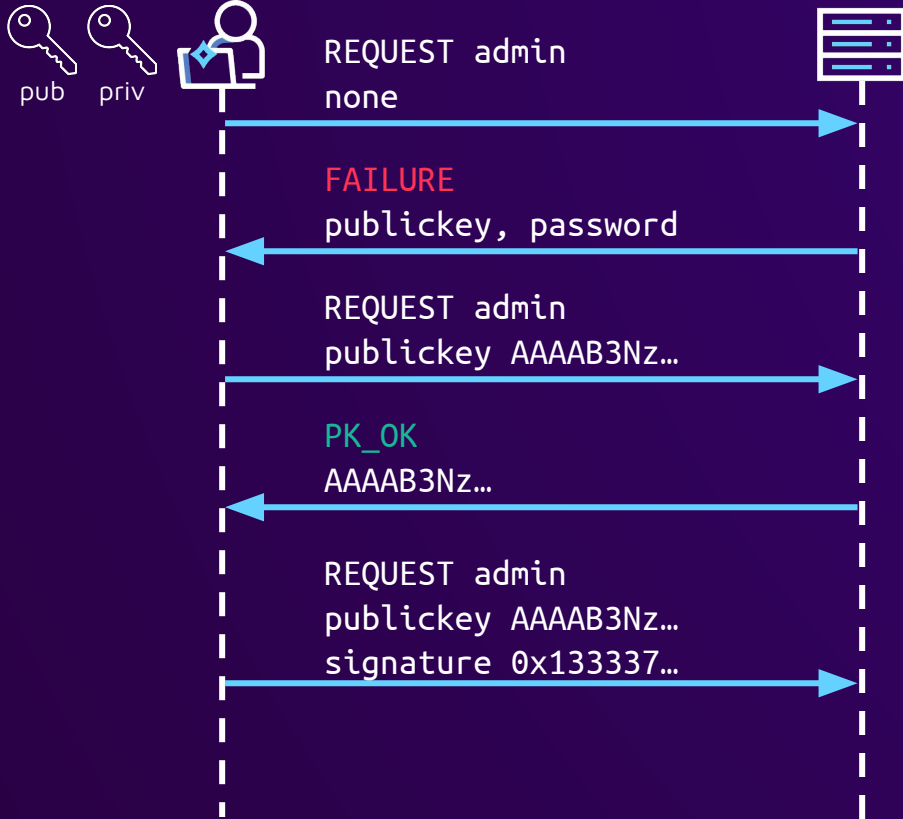 pub priv
REQUEST admin
none
FAILURE
publickey, password
REQUEST admin
publickey AAAAB3Nz…
PK_OK
AAAAB3Nz…
REQUEST admin
publickey AAAAB3Nz…
signature 0x133337…